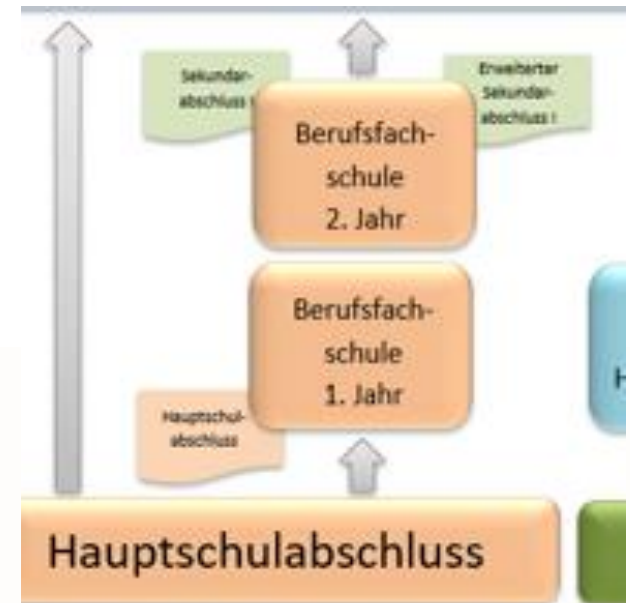 Sekundar-
abschluss
Erweiterter
Sekundar-
abschluss I
Berufsfach-
schule
2. Jahr
Berufsfach-
schule
1. Jahr
Hauptschul-
abschluss
H
Hauptschulabschluss